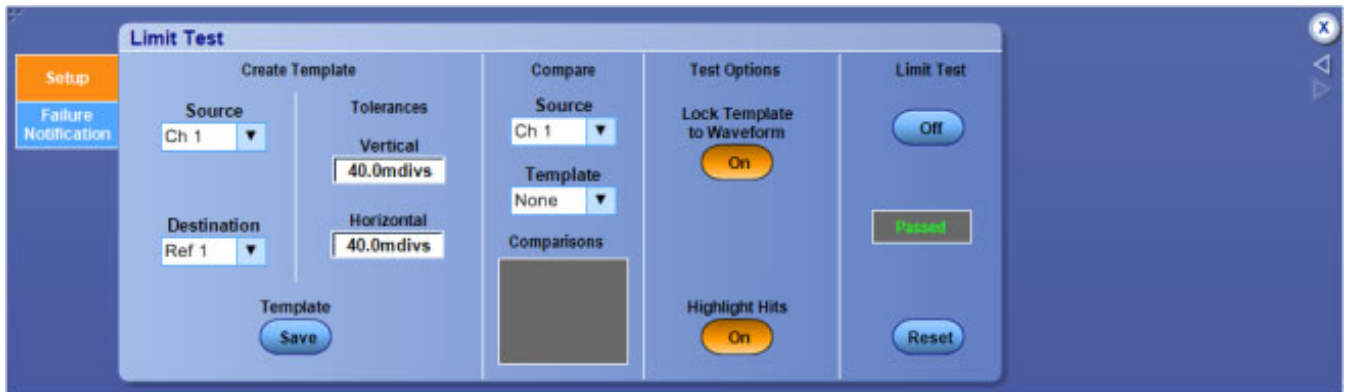 Limit Test
X
Setup
Failure
Notification
Create Template
Source
Ch 1
Destination
Ref 1
Tolerances
Vertical
40.0mdivs
Horizontal
40.0mdivs
Template
Save
Compare
Source
Ch 1
Template
None
Comparisons
Test Options
Lock Template
to Waveform
On
Highlight Hits
On
Limit Test
Off
Passed
Reset